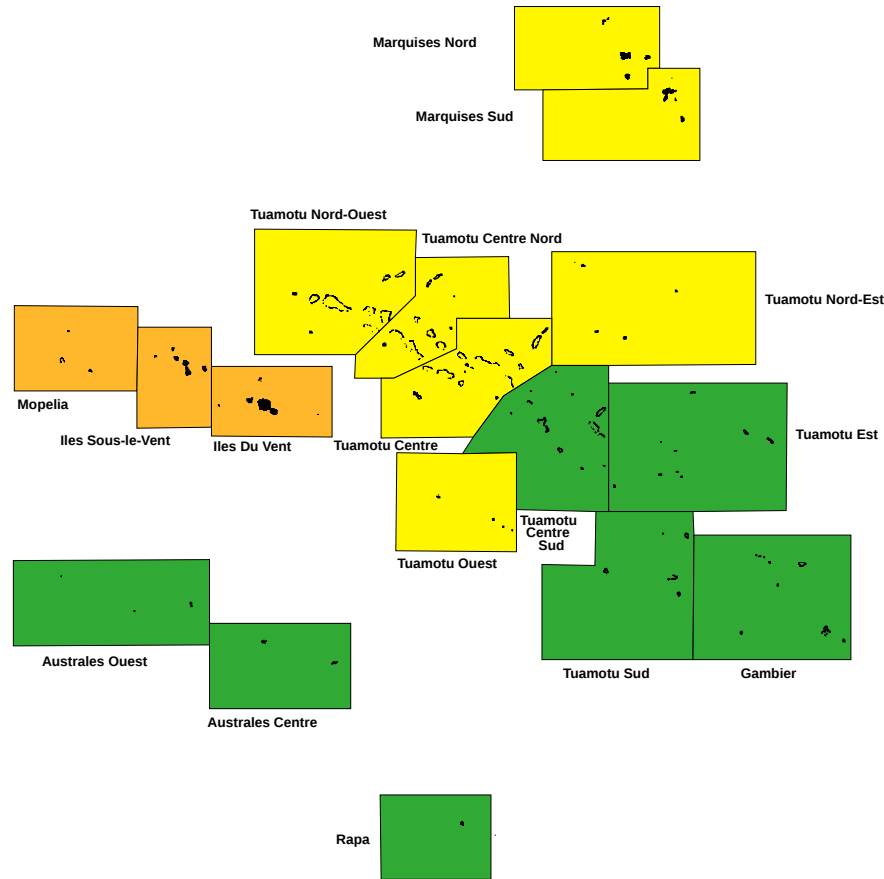 Marquises Nord
Marquises Sud
Tuamotu Nord-Ouest
Tuamotu Centre Nord
Tuamotu Nord-Est
Mopelia
Iles Sous-le-Vent
Iles Du Vent
Tuamotu Centre
Tuamotu Est
Tuamotu
Centre
Sud
Tuamotu Ouest
Australes Ouest
Tuamotu Sud
Gambier
Australes Centre
Rapa